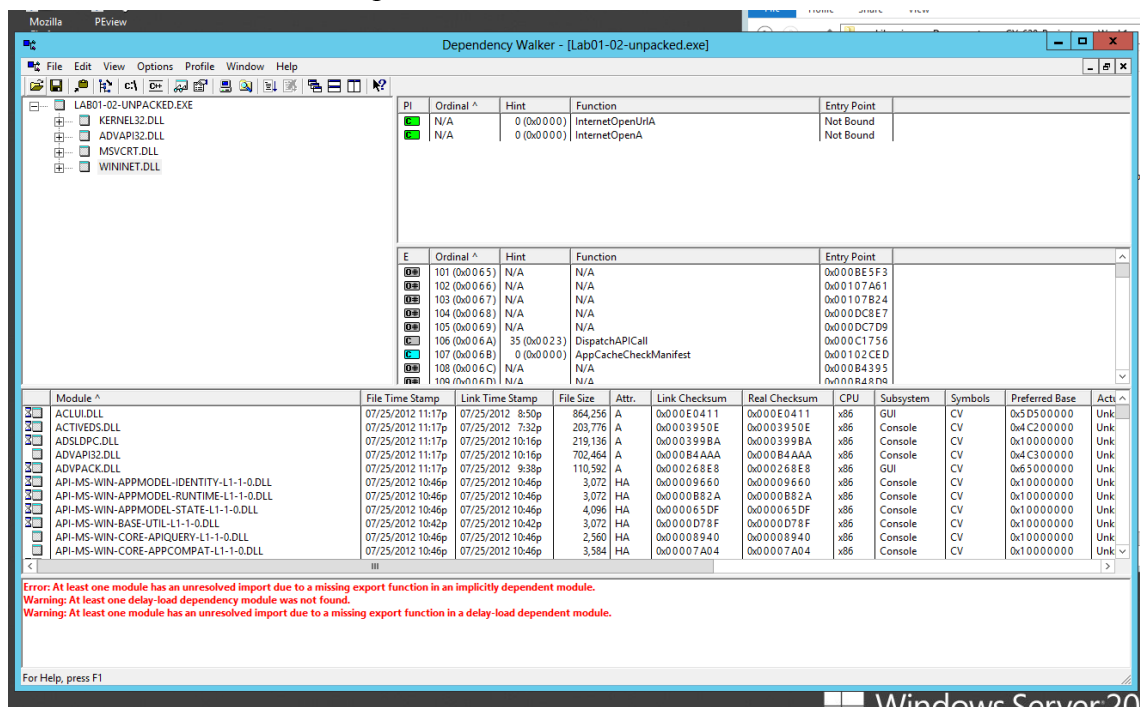 Mozilla PEview
Dependency Walker - [Lab01-02-unpacked.exe]
File Edit View Options Profile Window Help
LAB01-02-UNPACKED.EXE
KERNEL32.DLL
ADVAPI32.DLL
MSVCRT.DLL
WININET.DLL
PI Ordinal ^ Hint Function Entry Point
C N/A 0 (0x0000) InternetOpenUrlA Not Bound
C N/A 0 (0x0000) InternetOpenA Not Bound
E Ordinal ^ Hint Function Entry Point
O# 101 (0x0065) N/A N/A 0x000BE5F3
O# 102 (0x0066) N/A N/A 0x00107A61
O# 103 (0x0067) N/A N/A 0x00107B24
O# 104 (0x0068) N/A N/A 0x000DC8E7
O# 105 (0x0069) N/A N/A 0x000DC7D9
C 106 (0x006A) 35 (0x0023) DispatchAPICall 0x000C1756
C 107 (0x006B) 0 (0x0000) AppCacheCheckManifest 0x00102CED
O# 108 (0x006C) N/A N/A 0x000B4395
O# 109 (0x006D) N/A N/A 0x000B48D9
Module ^ File Time Stamp Link Time Stamp File Size Attr. Link Checksum Real Checksum CPU Subsystem Symbols Preferred Base Actu
ACLUI.DLL 07/25/2012 11:17p 07/25/2012 8:50p 864,256 A 0x000E0411 0x000E0411 x86 GUI CV 0x5D500000 Unk
ACTIVEDS.DLL 07/25/2012 11:17p 07/25/2012 7:32p 203,776 A 0x0003950E 0x0003950E x86 Console CV 0x4C200000 Unk
ADSLDPC.DLL 07/25/2012 11:17p 07/25/2012 10:16p 219,136 A 0x000399BA 0x000399BA x86 Console CV 0x10000000 Unk
ADVAPI32.DLL 07/25/2012 11:17p 07/25/2012 10:16p 702,464 A 0x000B4AAA 0x000B4AAA x86 Console CV 0x4C300000 Unk
ADVPACK.DLL 07/25/2012 11:17p 07/25/2012 9:38p 110,592 A 0x000268E8 0x000268E8 x86 GUI CV 0x65000000 Unk
API-MS-WIN-APPMODEL-IDENTITY-L1-1-0.DLL 07/25/2012 10:46p 07/25/2012 10:46p 3,072 HA 0x00009660 0x00009660 x86 Console CV 0x10000000 Unk
API-MS-WIN-APPMODEL-RUNTIME-L1-1-0.DLL 07/25/2012 10:46p 07/25/2012 10:46p 3,072 HA 0x0000B82A 0x0000B82A x86 Console CV 0x10000000 Unk
API-MS-WIN-APPMODEL-STATE-L1-1-0.DLL 07/25/2012 10:46p 07/25/2012 10:46p 4,096 HA 0x000065DF 0x000065DF x86 Console CV 0x10000000 Unk
API-MS-WIN-BASE-UTIL-L1-1-0.DLL 07/25/2012 10:42p 07/25/2012 10:42p 3,072 HA 0x0000D78F 0x0000D78F x86 Console CV 0x10000000 Unk
API-MS-WIN-CORE-APIQUERY-L1-1-0.DLL 07/25/2012 10:46p 07/25/2012 10:46p 2,560 HA 0x00008940 0x00008940 x86 Console CV 0x10000000 Unk
API-MS-WIN-CORE-APPCOMPAT-L1-1-0.DLL 07/25/2012 10:46p 07/25/2012 10:46p 3,584 HA 0x00007A04 0x00007A04 x86 Console CV 0x10000000 Unk
Error: At least one module has an unresolved import due to a missing export function in an implicitly dependent module.
Warning: At least one delay-load dependency module was not found.
Warning: At least one module has an unresolved import due to a missing export function in a delay-load dependent module.
For Help, press F1
Windows Server 20